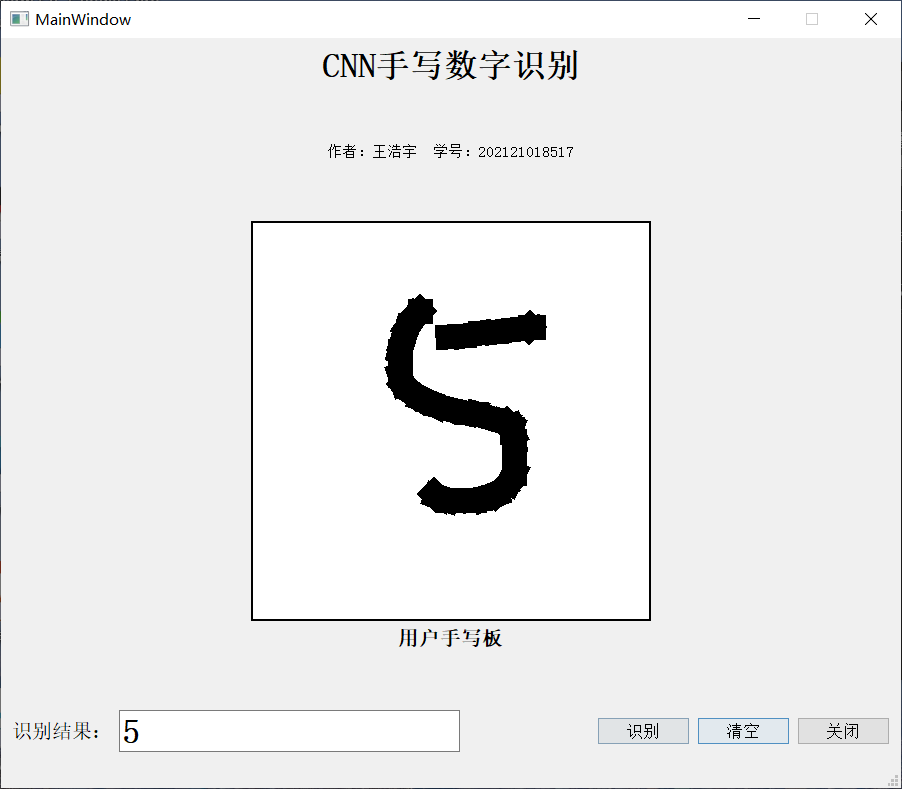 MainWindow
CNN手写数字识别
作者：王浩宇 学号：202121018517
5
用户手写板
识别结果： 5 识别 清空 关闭